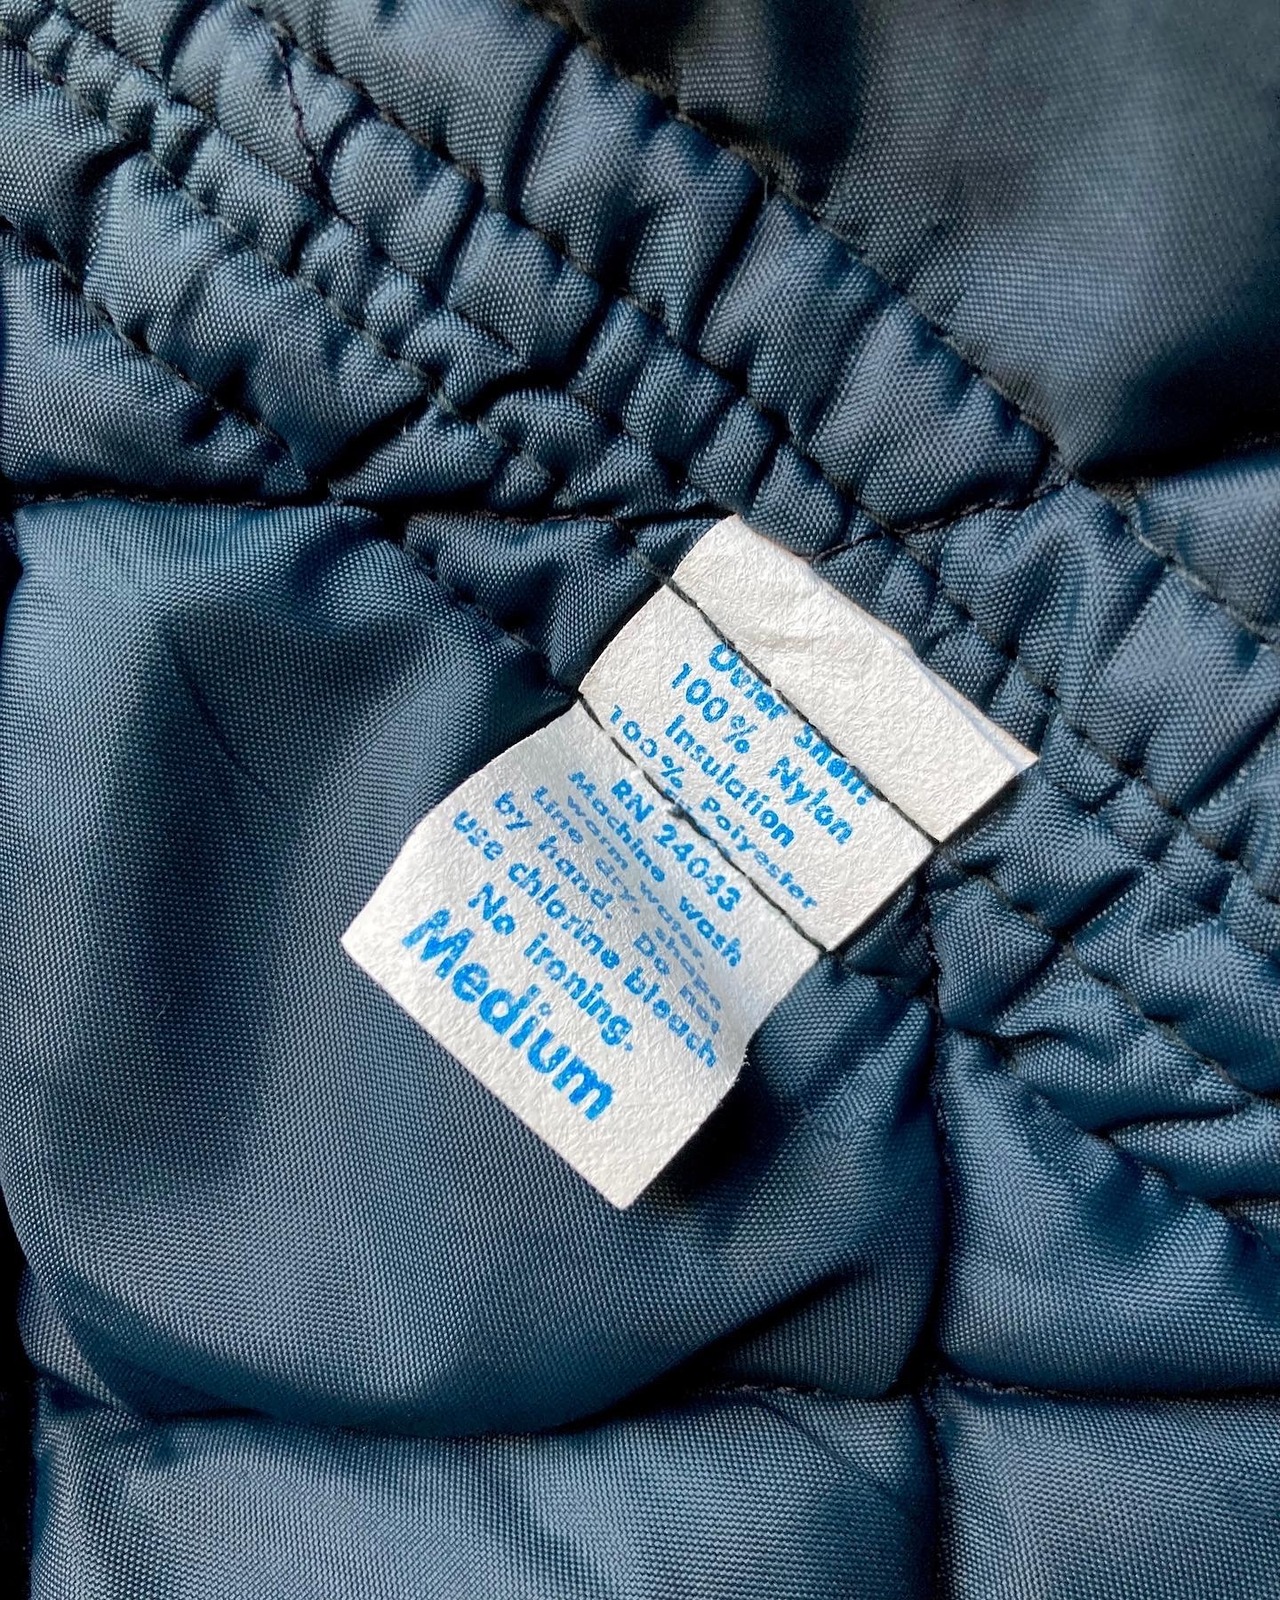 Outer Shell:
100% Nylon
Insulation
100% Polyester
RN 24043
Machine wash
warm water.
Line dry, shape
by hand. Do not
use chlorine bleach
No ironing.
Medium